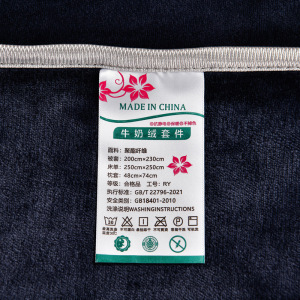 MADE IN CHINA
牛奶绒套件
面料：聚酯纤维
被套：200cm×230cm
床单：250cm×250cm
枕套：48cm×74cm
等级：合格品 工号：RY
执行标准：GB/T 22796-2021
安全类别：GB18401-2010
洗涤说明WASHINGINSTRUCTIONS